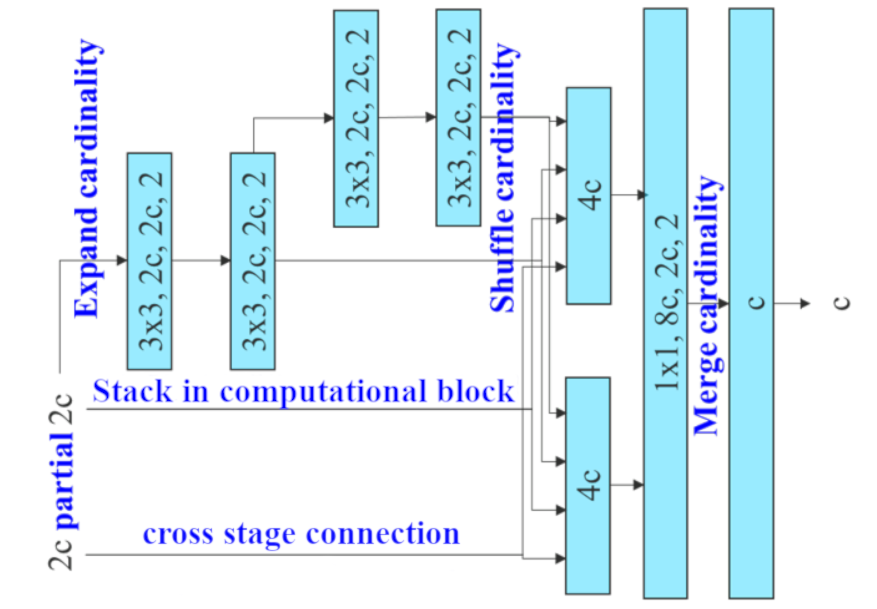 Expand cardinality
3x3, 2c, 2c, 2
3x3, 2c, 2c, 2
3x3, 2c, 2c, 2
3x3, 2c, 2c, 2
Shuffle cardinality
4c
4c
1x1, 8c, 2c, 2
Merge cardinality
c
c
2c partial 2c
Stack in computational block
cross stage connection